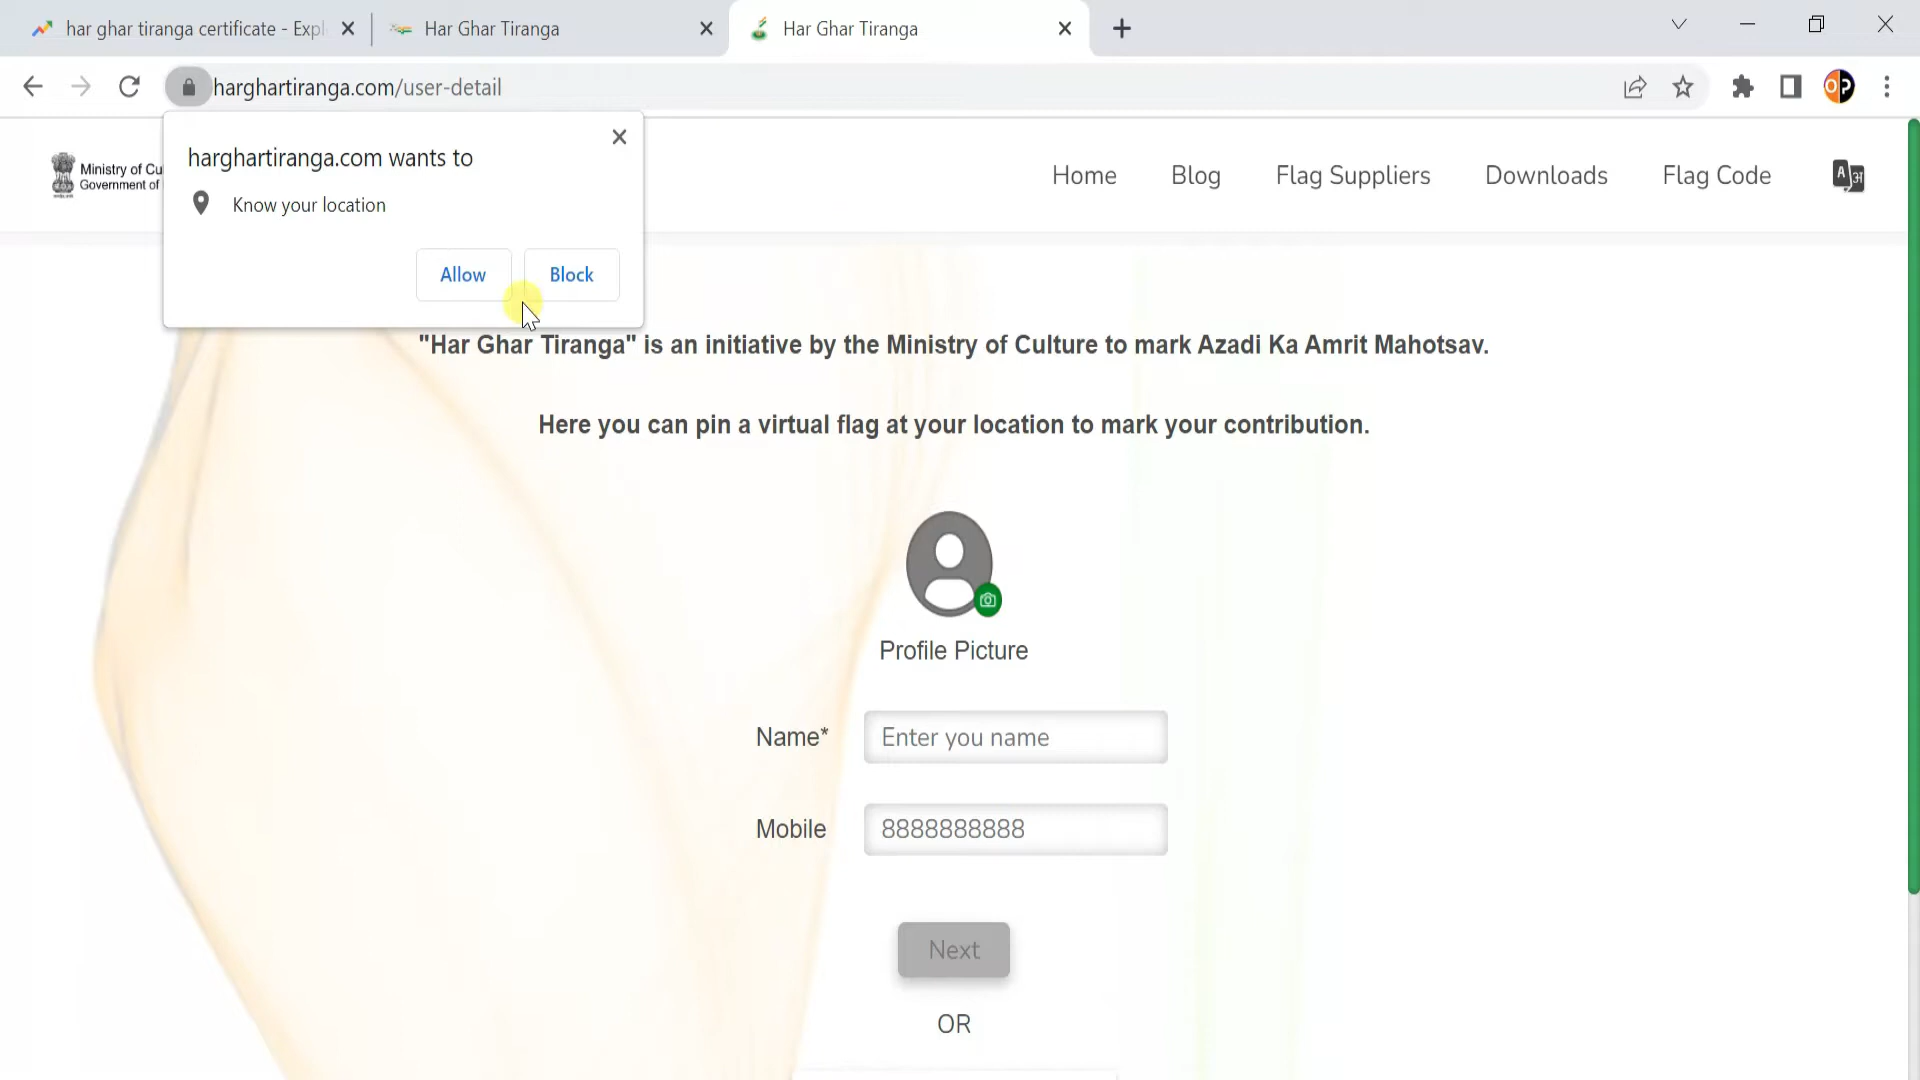 har ghar tiranga certificate - Expl
Har Ghar Tiranga
Har Ghar Tiranga
harghartiranga.com/user-detail
harghartiranga.com wants to
Know your location
Allow
Block
Ministry of Cu
Government of
Home
Blog
Flag Suppliers
Downloads
Flag Code
A अ
"Har Ghar Tiranga" is an initiative by the Ministry of Culture to mark Azadi Ka Amrit Mahotsav.
Here you can pin a virtual flag at your location to mark your contribution.
Profile Picture
Name*
Enter you name
Mobile
8888888888
Next
OR